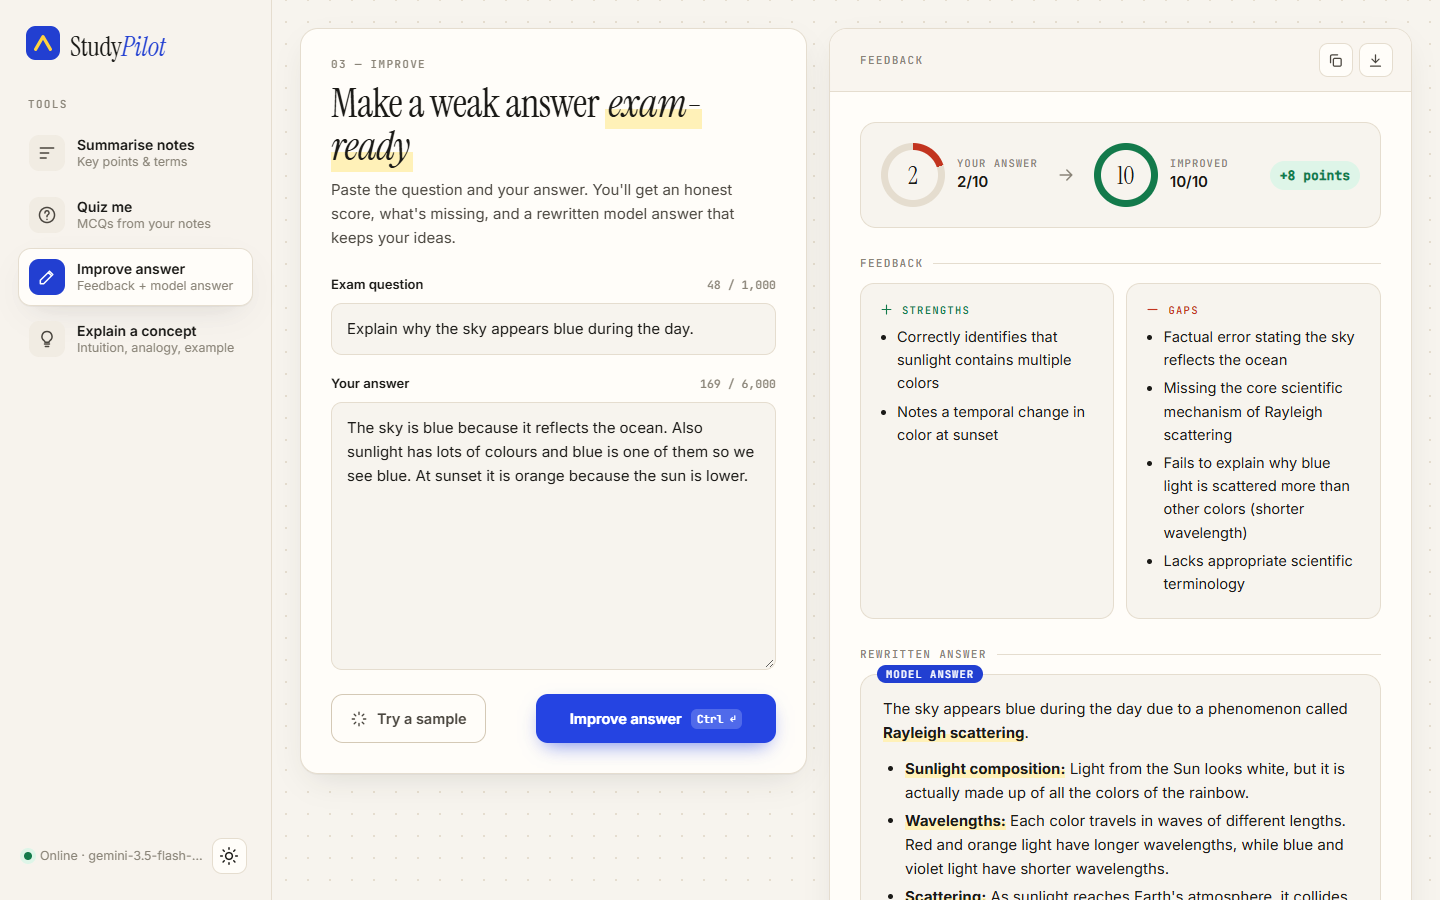 StudyPilot
TOOLS
Summarise notes
Key points & terms
Quiz me
MCQs from your notes
Improve answer
Feedback + model answer
Explain a concept
Intuition, analogy, example
Online · gemini-3.5-flash-...
03 — IMPROVE
Make a weak answer exam-
ready
Paste the question and your answer. You'll get an honest
score, what's missing, and a rewritten model answer that
keeps your ideas.
Exam question 48 / 1,000
Explain why the sky appears blue during the day.
Your answer 169 / 6,000
The sky is blue because it reflects the ocean. Also
sunlight has lots of colours and blue is one of them so we
see blue. At sunset it is orange because the sun is lower.
Try a sample
Improve answer Ctrl ↵
FEEDBACK
2
YOUR ANSWER
2/10
→
10
IMPROVED
10/10
+8 points
FEEDBACK
+ STRENGTHS
• Correctly identifies that
sunlight contains multiple
colors
• Notes a temporal change in
color at sunset
— GAPS
• Factual error stating the sky
reflects the ocean
• Missing the core scientific
mechanism of Rayleigh
scattering
• Fails to explain why blue
light is scattered more than
other colors (shorter
wavelength)
• Lacks appropriate scientific
terminology
REWRITTEN ANSWER
MODEL ANSWER
The sky appears blue during the day due to a phenomenon called
Rayleigh scattering.
• Sunlight composition: Light from the Sun looks white, but it is
actually made up of all the colors of the rainbow.
• Wavelengths: Each color travels in waves of different lengths.
Red and orange light have longer wavelengths, while blue and
violet light have shorter wavelengths.
• Scattering: As sunlight reaches Earth's atmosphere, it collides